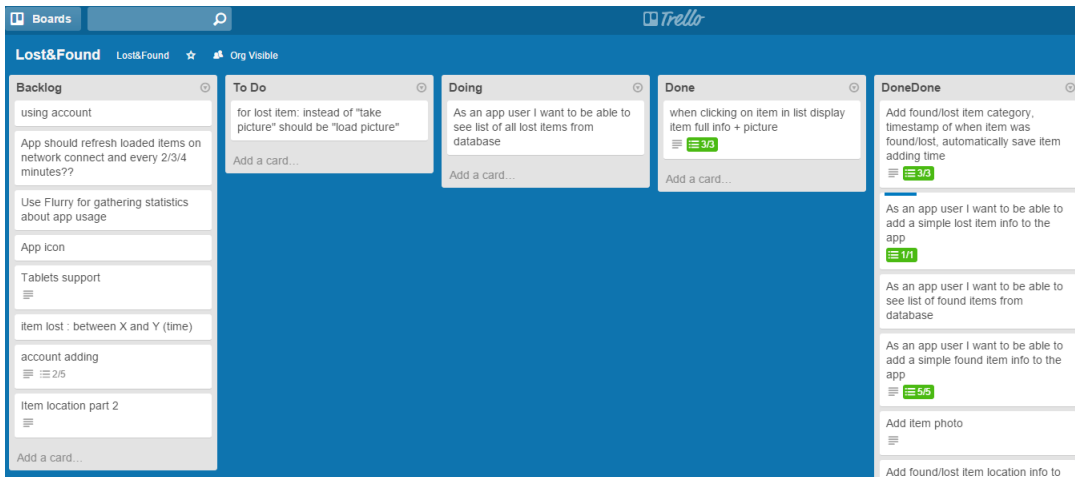 Boards
Trello
Lost&Found Lost&Found Org Visible
Backlog
using account
App should refresh loaded items on
network connect and every 2/3/4
minutes??
Use Flurry for gathering statistics
about app usage
App icon
Tablets support
item lost : between X and Y (time)
account adding
2/5
Item location part 2
Add a card...
To Do
for lost item: instead of "take
picture" should be "load picture"
Add a card...
Doing
As an app user I want to be able to
see list of all lost items from
database
Add a card...
Done
when clicking on item in list display
item full info + picture
3/3
Add a card...
DoneDone
Add found/lost item category,
timestamp of when item was
found/lost, automatically save item
adding time
3/3
As an app user I want to be able to
add a simple lost item info to the
app
1/1
As an app user I want to be able to
see list of found items from
database
As an app user I want to be able to
add a simple found item info to the
app
5/5
Add item photo
Add found/lost item location info to